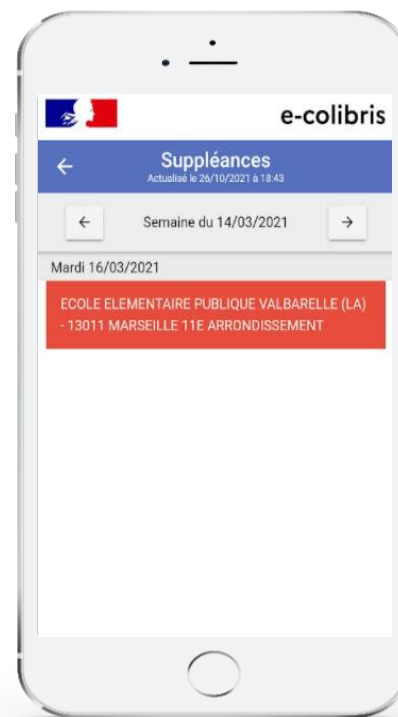 e-colibris
Suppléances
Actualisé le 26/10/2021 à 18:43
Semaine du 14/03/2021
Mardi 16/03/2021
ECOLE ELEMENTAIRE PUBLIQUE VALBARELLE (LA)
- 13011 MARSEILLE 11E ARRONDISSEMENT